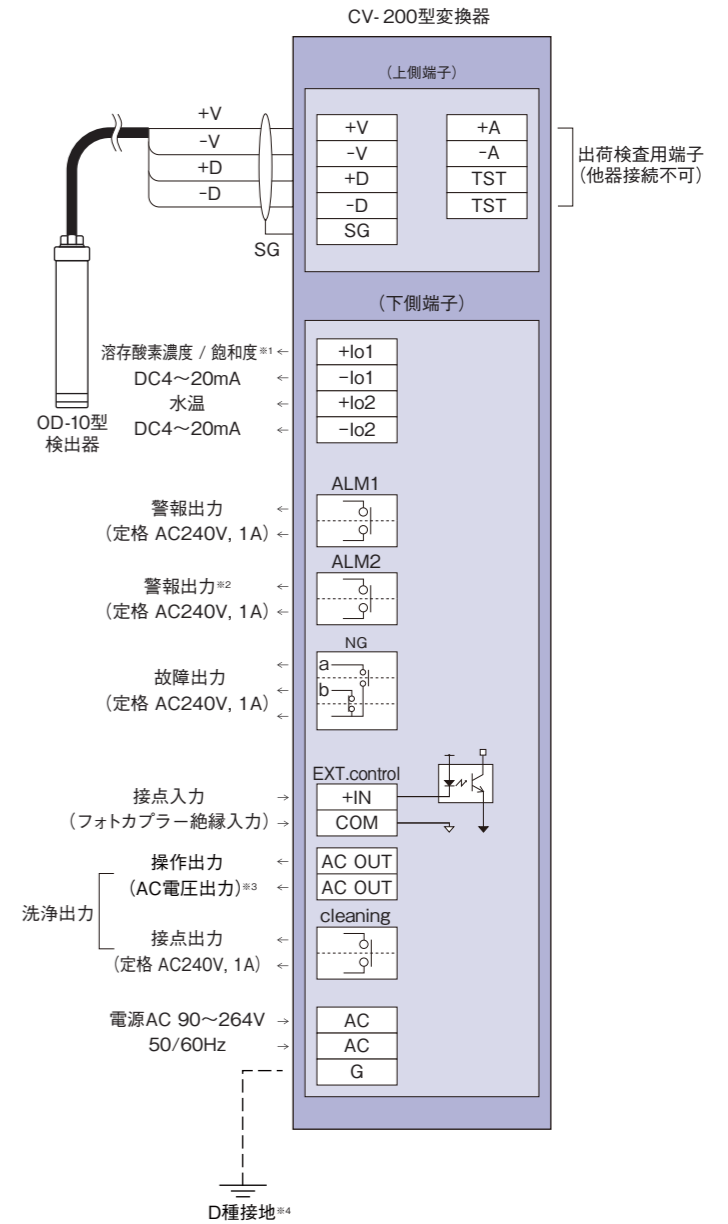 CV-200型変換器
（上側端子）
+V
−V
+D
−D
SG
+V
−V
+D
−D
SG
+A
−A
TST
TST
出荷検査用端子
（他器接続不可）
OD-10型
検出器
（下側端子）
溶存酸素濃度 / 飽和度※1 ←
DC4～20mA ←
水温 ←
DC4～20mA ←
+Io1
−Io1
+Io2
−Io2
ALM1
警報出力 ←
（定格 AC240V, 1A） ←
ALM2
警報出力※2 ←
（定格 AC240V, 1A） ←
NG
a
b
←
故障出力 ←
（定格 AC240V, 1A） ←
EXT.control
接点入力 →
（フォトカプラー絶縁入力） →
+IN
COM
洗浄出力
操作出力 ←
（AC電圧出力）※3 ←
AC OUT
AC OUT
cleaning
接点出力 ←
（定格 AC240V, 1A） ←
電源AC 90～264V →
50/60Hz →
AC
AC
G
D種接地※4